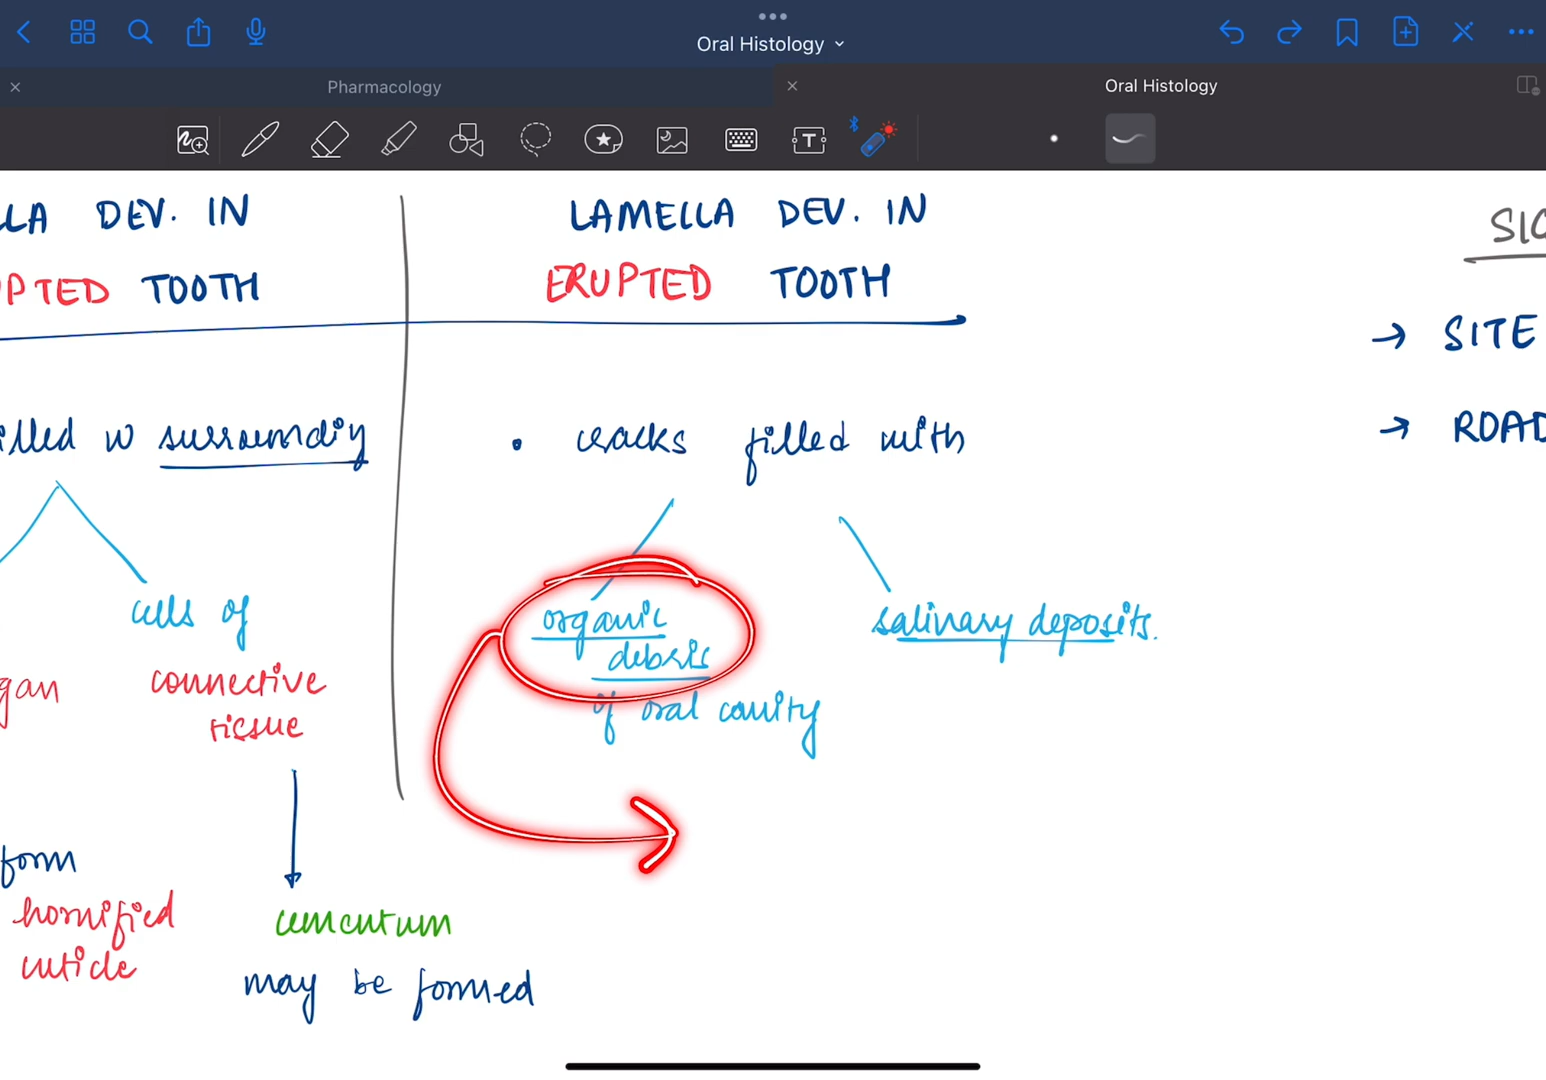 Oral Histology
Pharmacology
Oral Histology
LLA DEV. IN
PTED TOOTH
illed w surrounding
cells of
gan
connective
tissue
form
hornified
cuticle
cementum
may be formed
LAMELLA DEV. IN
ERUPTED TOOTH
• cracks filled with
organic
debris
of oral cavity
salivary deposits.
→ SITE
→ ROAD